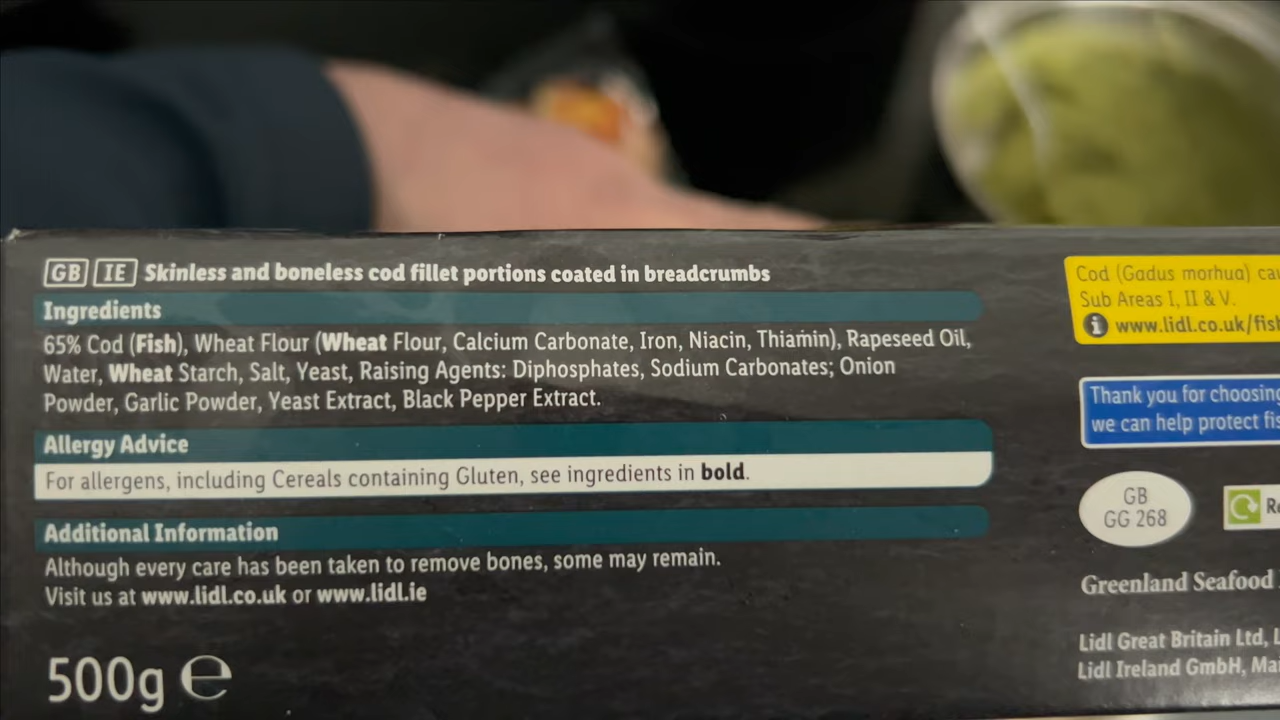 GB IE Skinless and boneless cod fillet portions coated in breadcrumbs
Ingredients
65% Cod (Fish), Wheat Flour (Wheat Flour, Calcium Carbonate, Iron, Niacin, Thiamin), Rapeseed Oil,
Water, Wheat Starch, Salt, Yeast, Raising Agents: Diphosphates, Sodium Carbonates; Onion
Powder, Garlic Powder, Yeast Extract, Black Pepper Extract.
Allergy Advice
For allergens, including Cereals containing Gluten, see ingredients in bold.
Additional Information
Although every care has been taken to remove bones, some may remain.
Visit us at www.lidl.co.uk or www.lidl.ie
500g e
Cod (Gadus morhua)
Sub Areas I, II & V.
www.lidl.co.uk/fis
Thank you for choosing
we can help protect
GB
GG 268
Greenland Seafood
Lidl Great Britain Ltd,
Lidl Ireland GmbH,